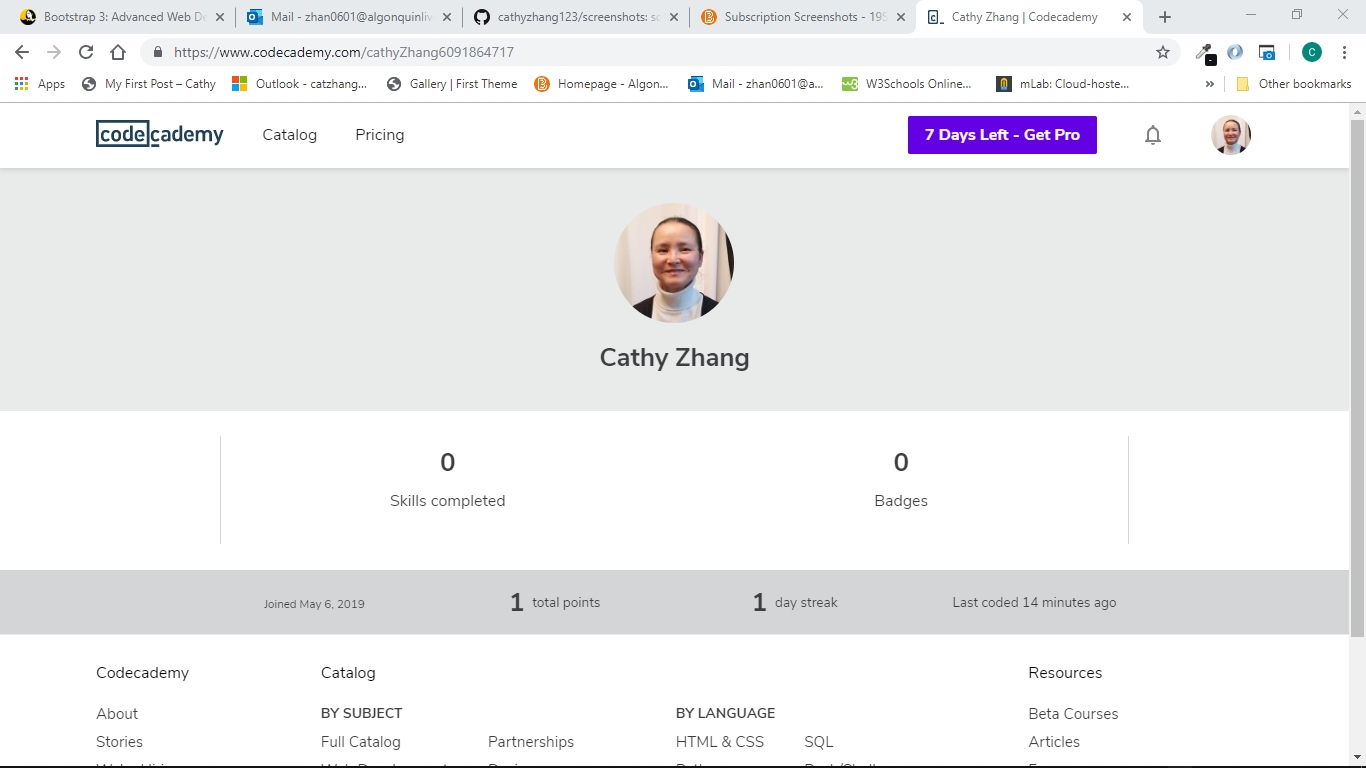 Bootstrap 3: Advanced Web De
Mail - zhan0601@algonquinliv
cathyzhang123/screenshots: sc
Subscription Screenshots - 19S
Cathy Zhang | Codecademy
https://www.codecademy.com/cathyZhang6091864717
C
Apps
My First Post – Cathy
Outlook - catzhang...
Gallery | First Theme
Homepage - Algon...
Mail - zhan0601@a...
W3Schools Online...
mLab: Cloud-hoste...
»
Other bookmarks
codecademy
Catalog
Pricing
7 Days Left - Get Pro
Cathy Zhang
0
Skills completed
0
Badges
Joined May 6, 2019
1 total points
1 day streak
Last coded 14 minutes ago
Codecademy
Catalog
Resources
About
BY SUBJECT
BY LANGUAGE
Beta Courses
Stories
Full Catalog
Partnerships
HTML & CSS
SQL
Articles